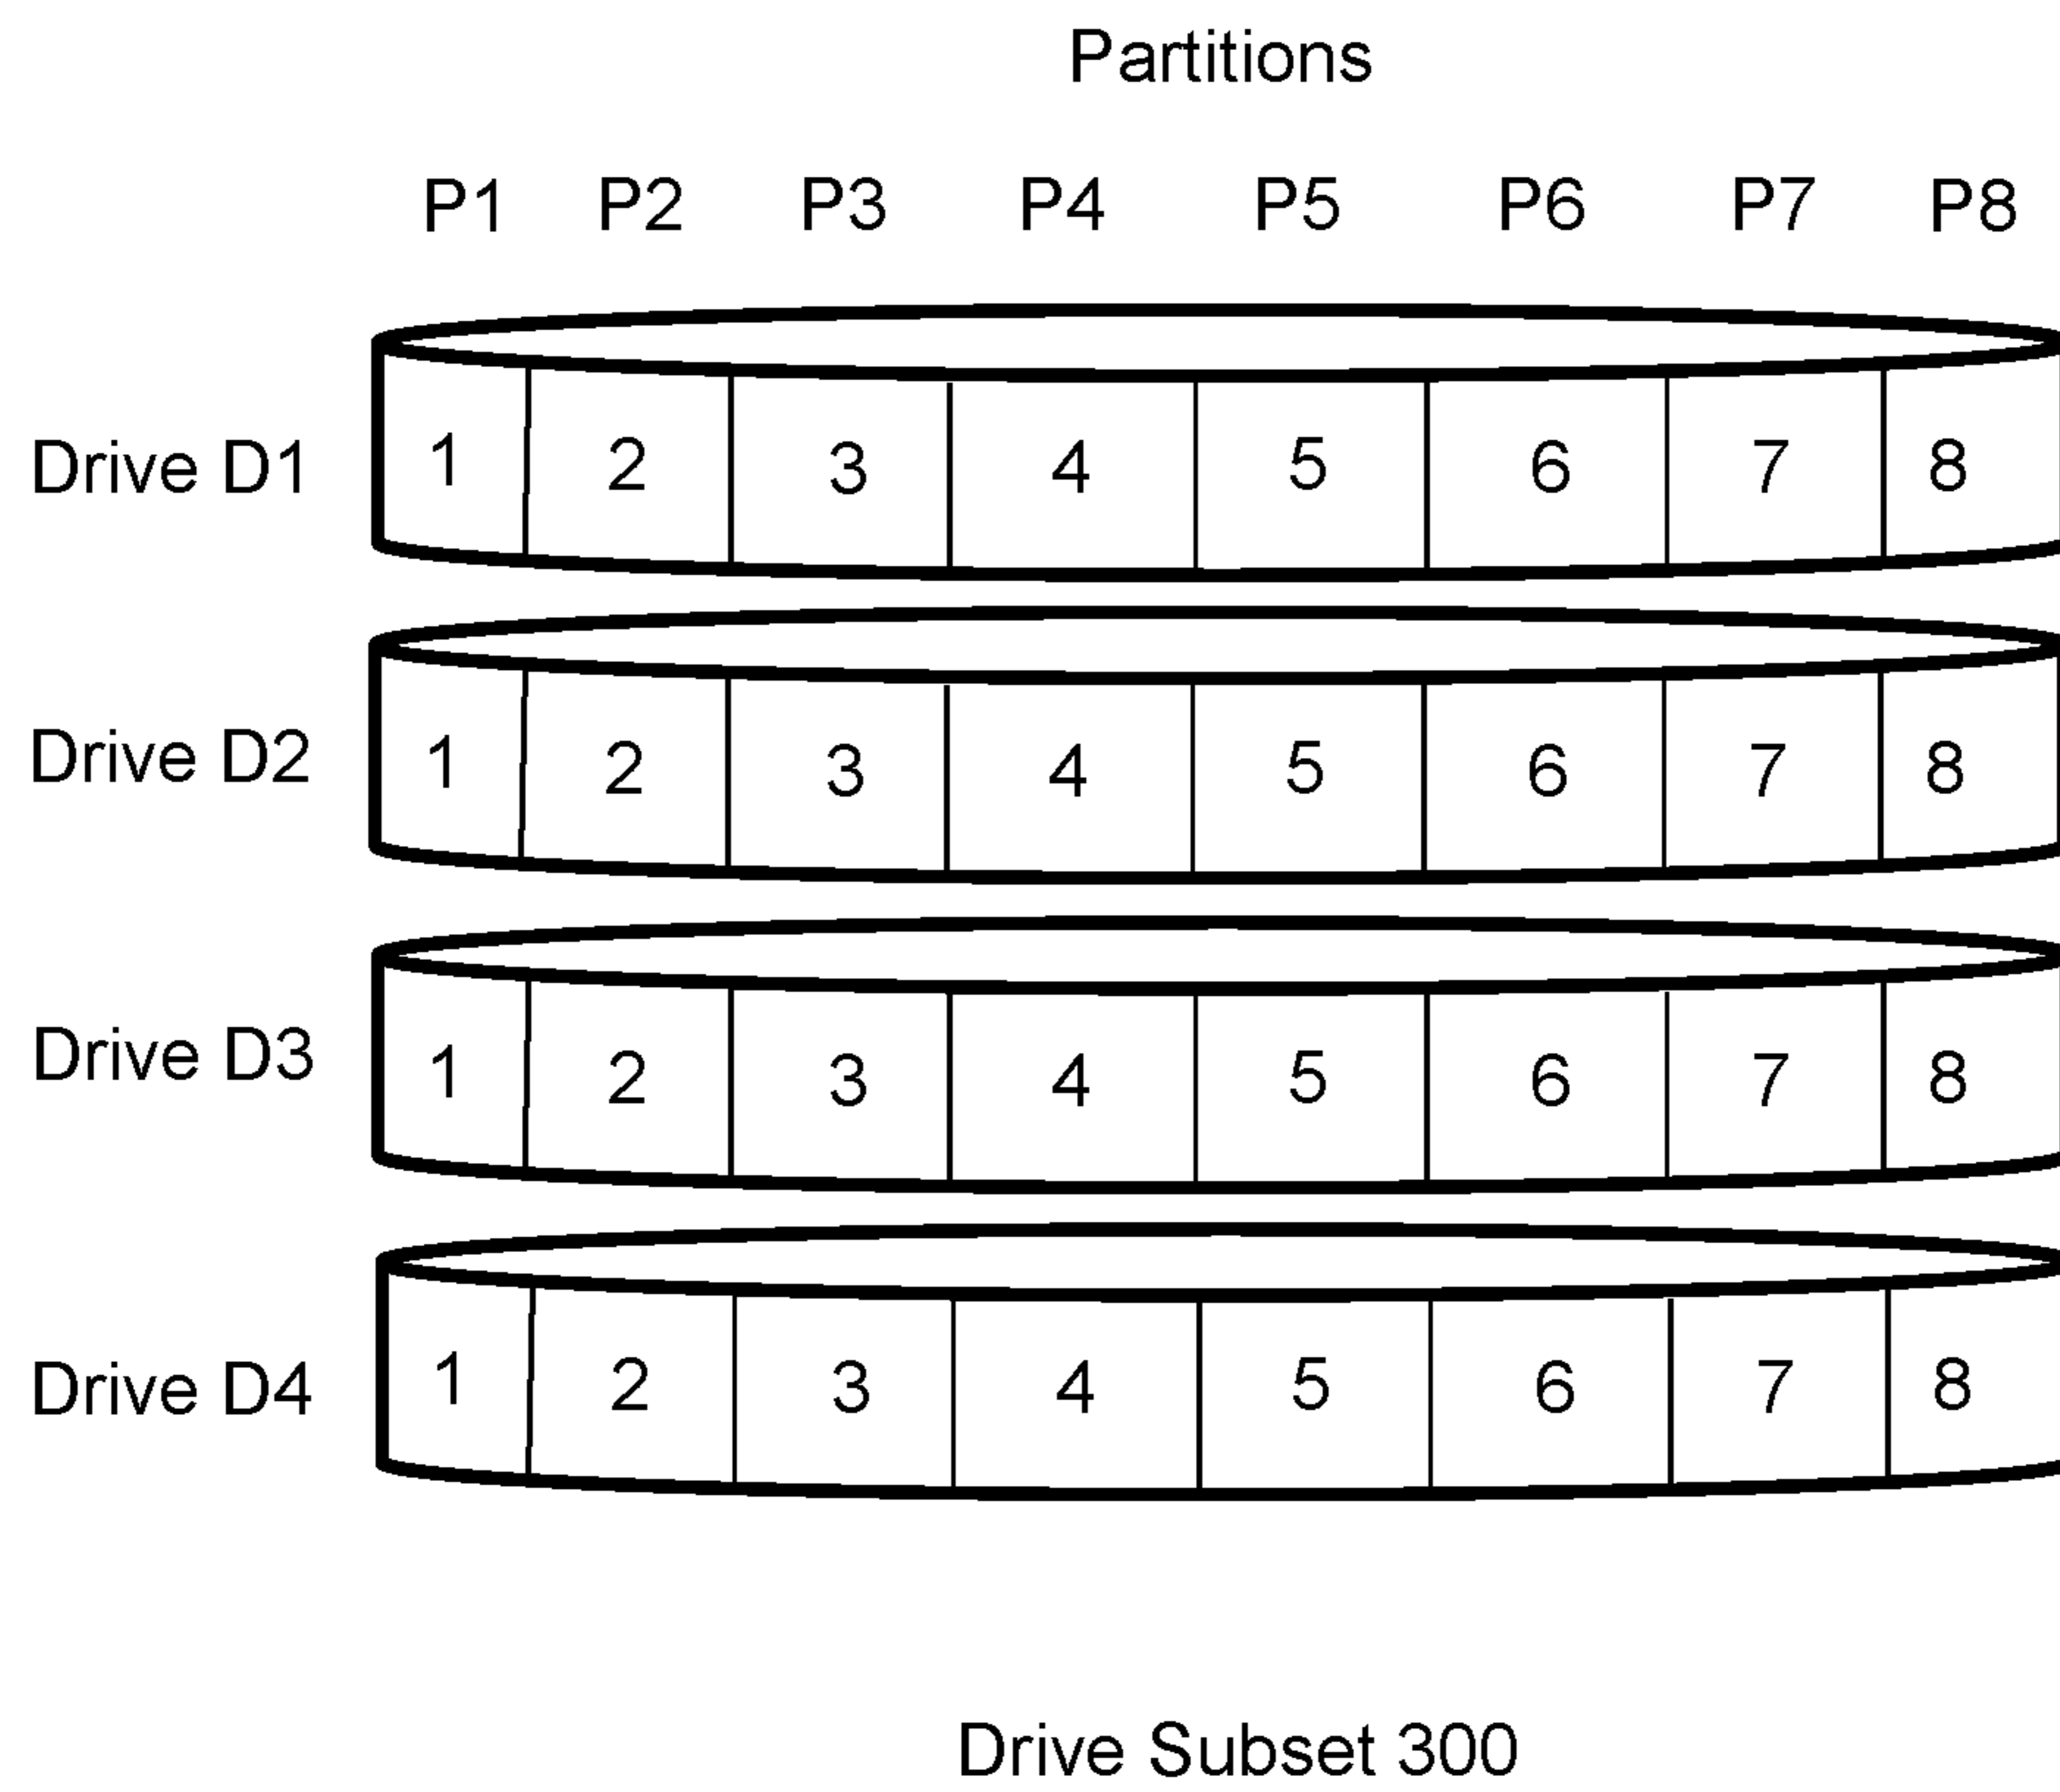 Partitions
P1 P2 P3 P4 P5 P6 P7 P8
Drive D1 1 2 3 4 5 6 7 8
Drive D2 1 2 3 4 5 6 7 8
Drive D3 1 2 3 4 5 6 7 8
Drive D4 1 2 3 4 5 6 7 8
Drive Subset 300